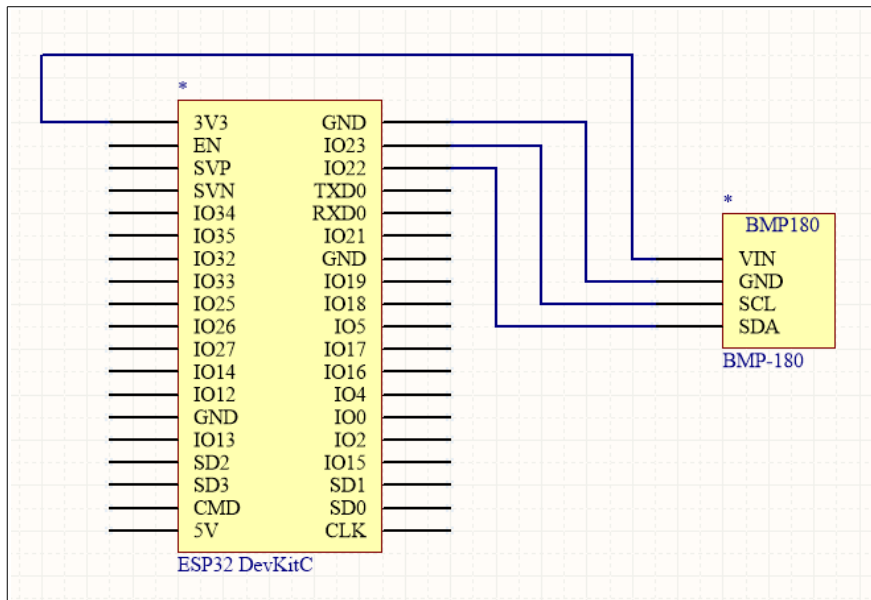 *
3V3 GND
EN IO23
SVP IO22
SVN TXD0
IO34 RXD0
IO35 IO21
IO32 GND
IO33 IO19
IO25 IO18
IO26 IO5
IO27 IO17
IO14 IO16
IO12 IO4
GND IO0
IO13 IO2
SD2 IO15
SD3 SD1
CMD SD0
5V CLK
ESP32 DevKitC
*
BMP180
VIN
GND
SCL
SDA
BMP-180